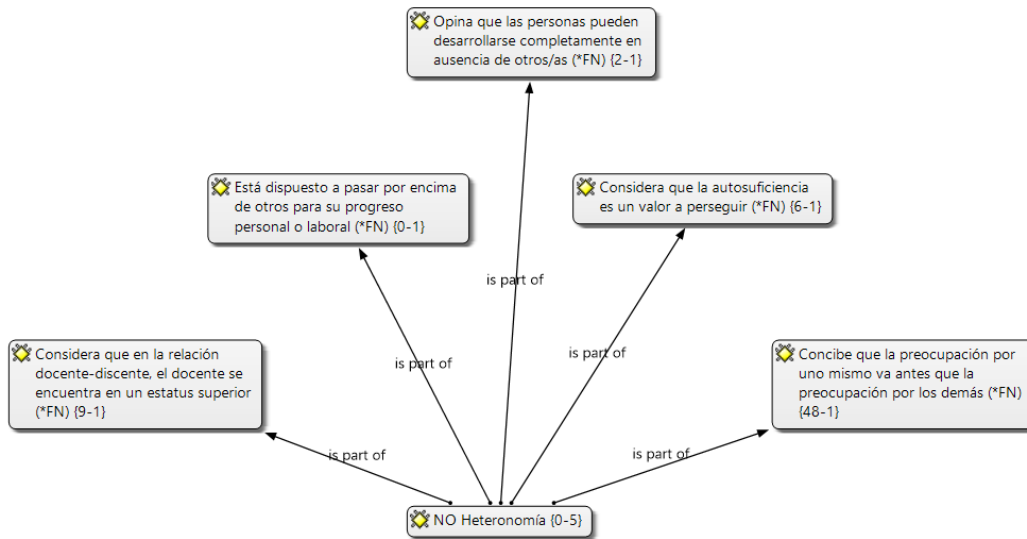 Opina que las personas pueden
desarrollarse completamente en
ausencia de otros/as (*FN) {2-1}
Está dispuesto a pasar por encima
de otros para su progreso
personal o laboral (*FN) {0-1}
Considera que la autosuficiencia
es un valor a perseguir (*FN) {6-1}
is part of
is part of
is part of
Considera que en la relación
docente-discente, el docente se
encuentra en un estatus superior
(*FN) {9-1}
Concibe que la preocupación por
uno mismo va antes que la
preocupación por los demás (*FN)
{48-1}
is part of
is part of
NO Heteronomía {0-5}